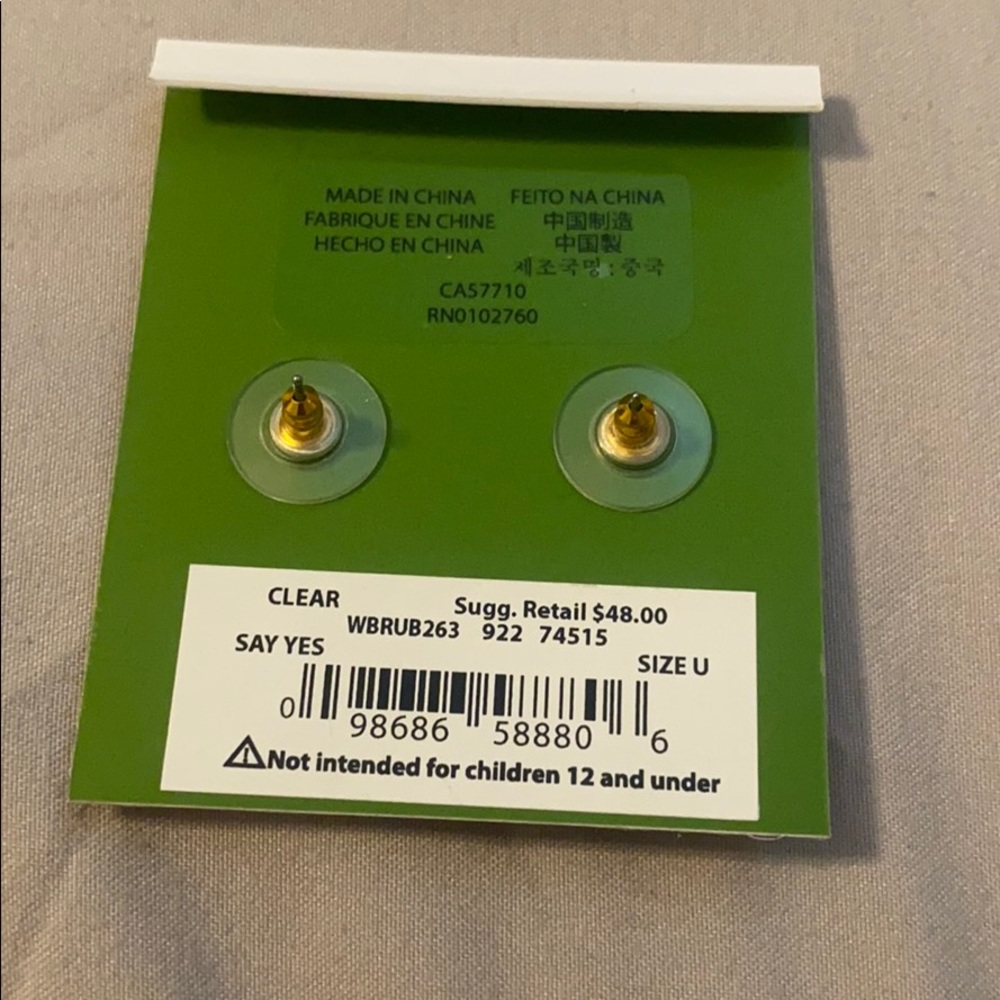 MADE IN CHINA
FABRIQUE EN CHINE
HECHO EN CHINA
FEITO NA CHINA
中国制造
中国製
제조국명 : 중국
CA57710
RN0102760
CLEAR
Sugg. Retail $48.00
WBRUB263 922 74515
SAY YES
SIZE U
0 98686 58880 6
Not intended for children 12 and under